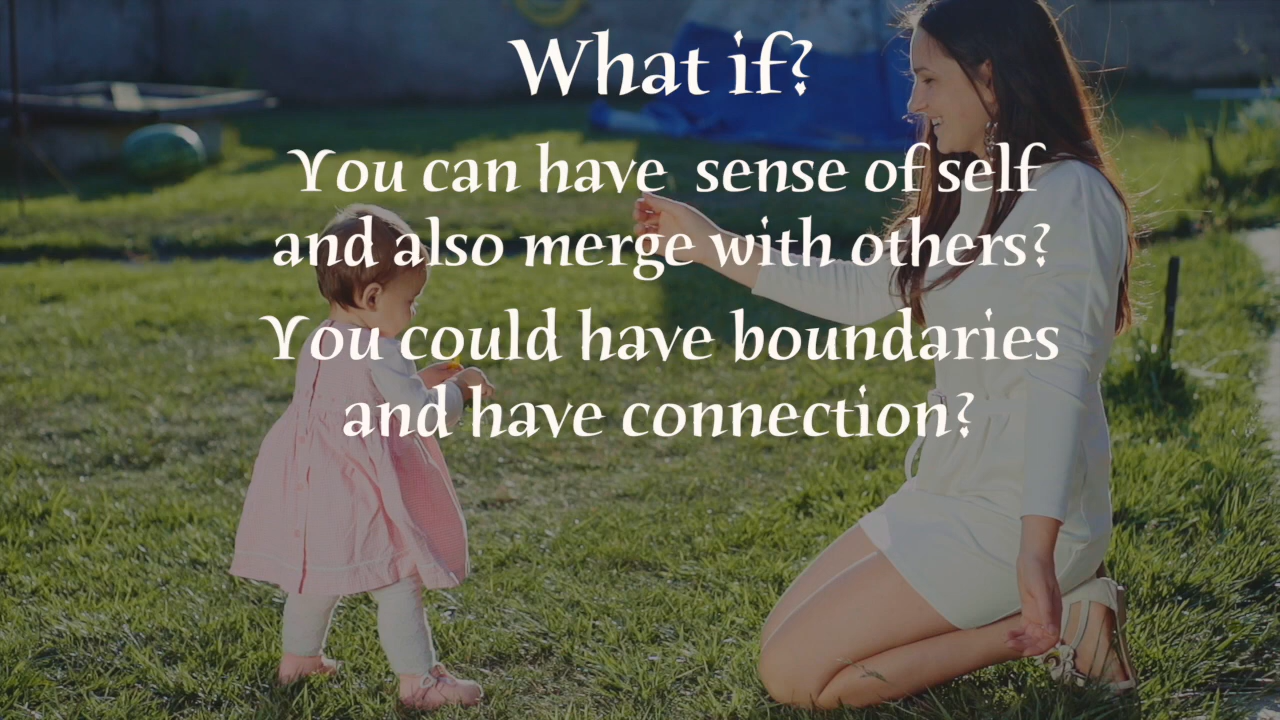 What if?
You can have sense of self
and also merge with others?
You could have boundaries
and have connection?